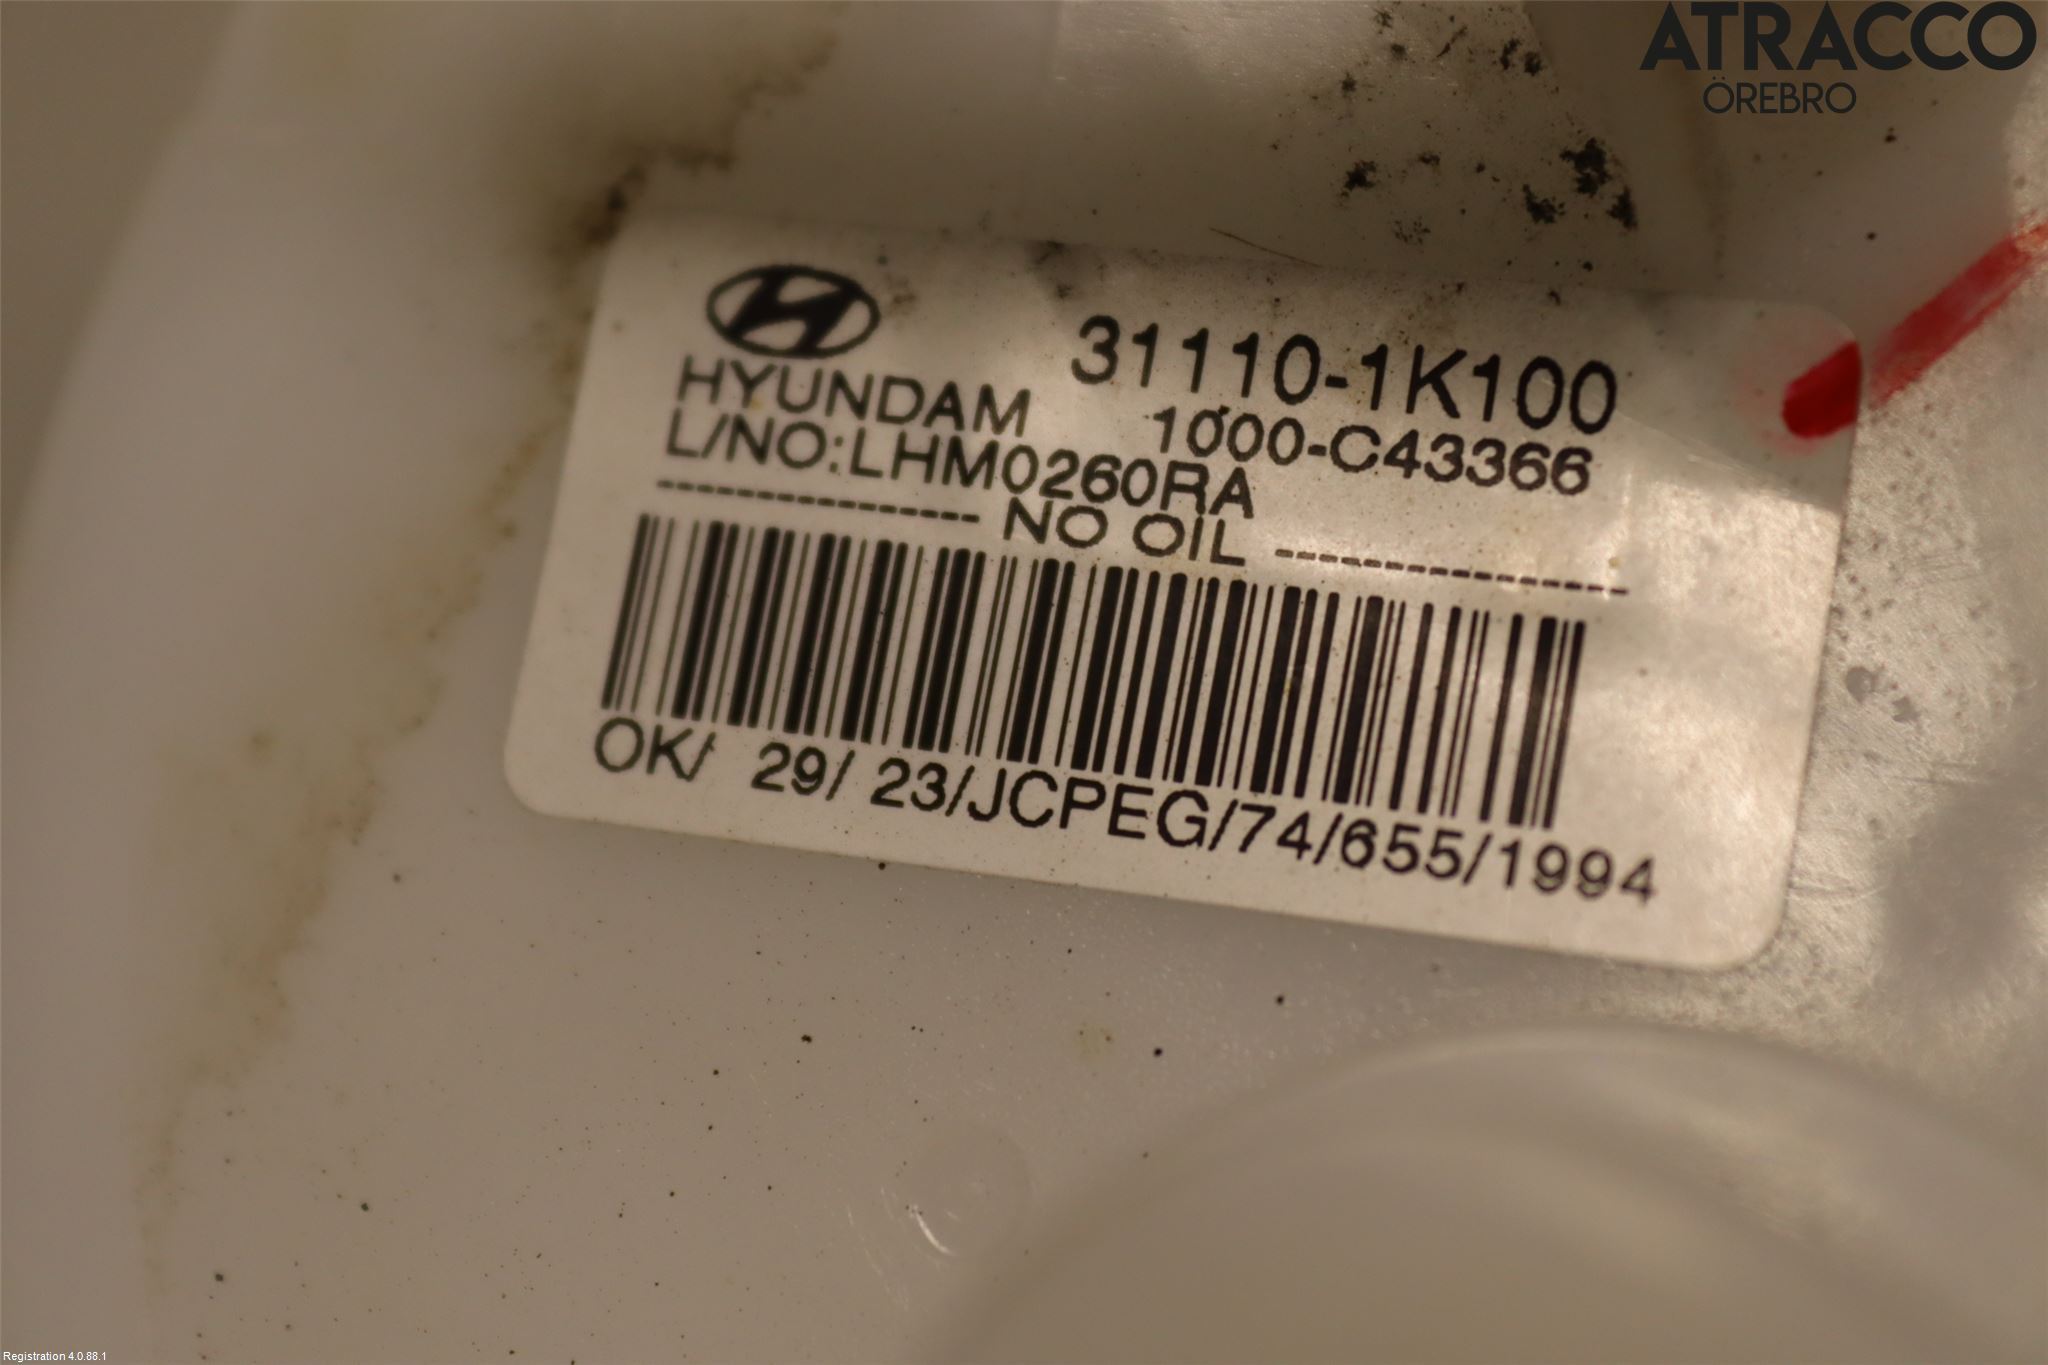 ATRACCO
ÖREBRO
31110-1K100
HYUNDAM
1000-C43366
L/NO:LHM0260RA
--------------- NO OIL ----------------
OK/ 29/ 23/JCPEG/74/655/1994
Registration 4.0.88.1